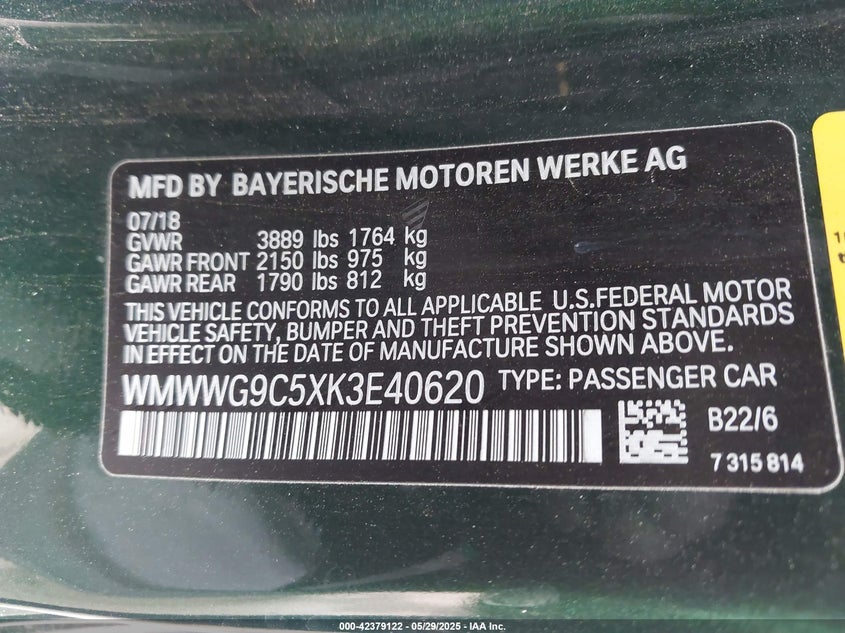 MFD BY BAYERISCHE MOTOREN WERKE AG
07/18
GVWR 3889 lbs 1764 kg
GAWR FRONT 2150 lbs 975 kg
GAWR REAR 1790 lbs 812 kg
THIS VEHICLE CONFORMS TO ALL APPLICABLE U.S.FEDERAL MOTOR
VEHICLE SAFETY, BUMPER AND THEFT PREVENTION STANDARDS
IN EFFECT ON THE DATE OF MANUFACTURE SHOWN ABOVE.
WMWWG9C5XK3E40620 TYPE: PASSENGER CAR
B22/6
7 315 814
000-42379122 - 05/29/2025 - IAA Inc.